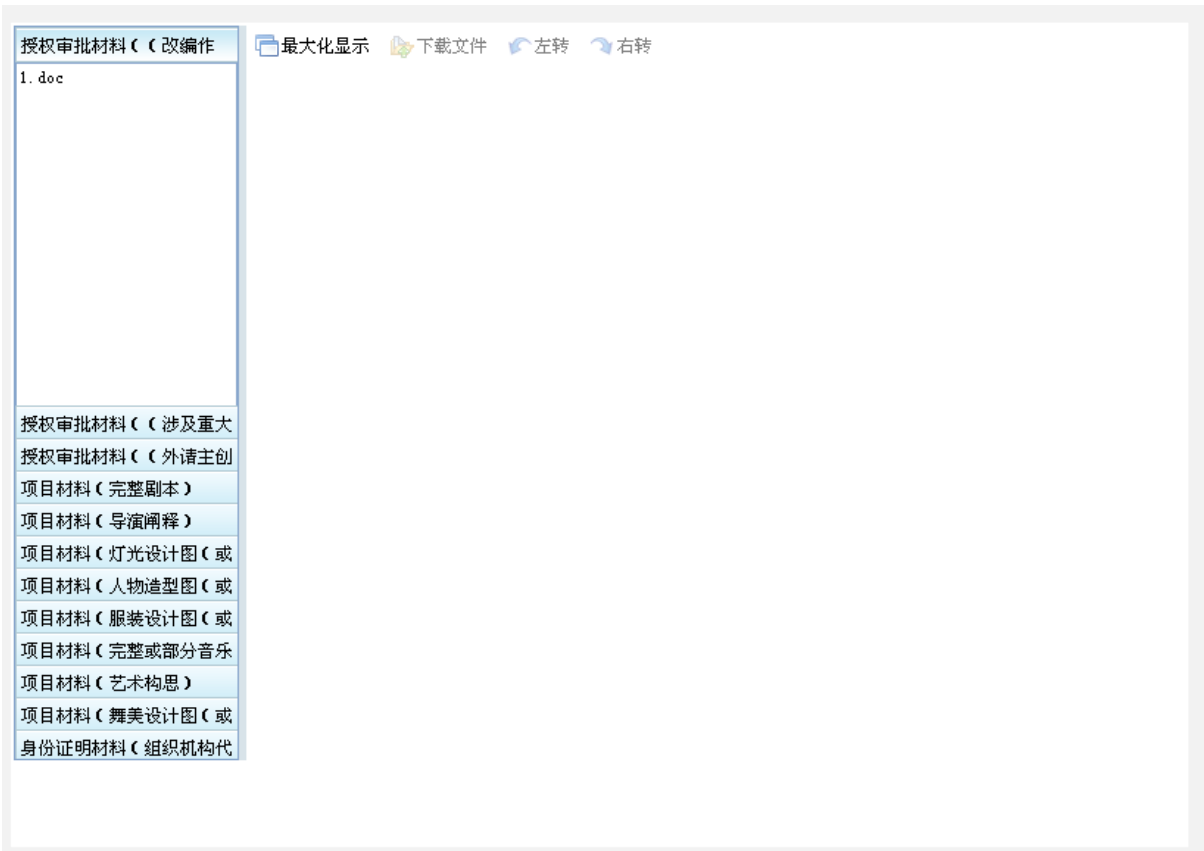 授权审批材料((改编作
最大化显示 下载文件 左转 右转
1.doc
授权审批材料((涉及重大
授权审批材料((外请主创
项目材料(完整剧本)
项目材料(导演阐释)
项目材料(灯光设计图(或
项目材料(人物造型图(或
项目材料(服装设计图(或
项目材料(完整或部分音乐
项目材料(艺术构思)
项目材料(舞美设计图(或
身份证明材料(组织机构代